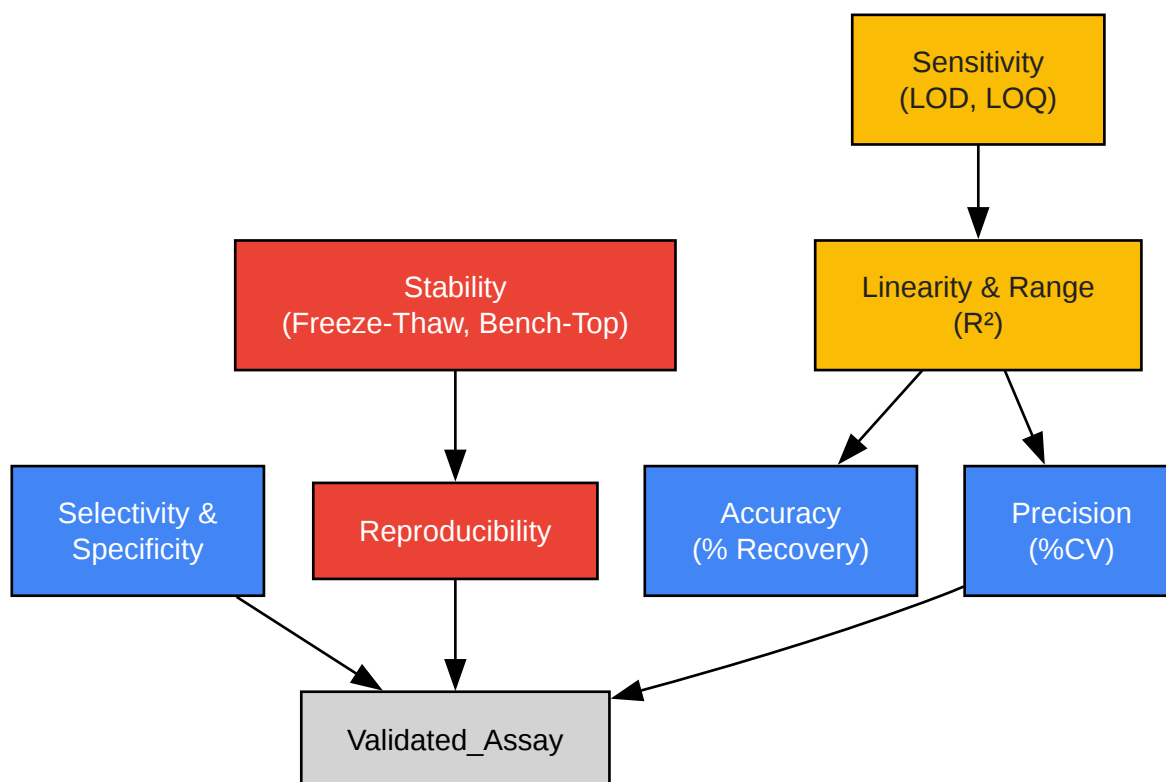 Sensitivity
(LOD, LOQ)
Stability
(Freeze-Thaw, Bench-Top)
Linearity & Range
(R²)
Selectivity &
Specificity
Reproducibility
Accuracy
(% Recovery)
Precision
(%CV)
Validated_Assay